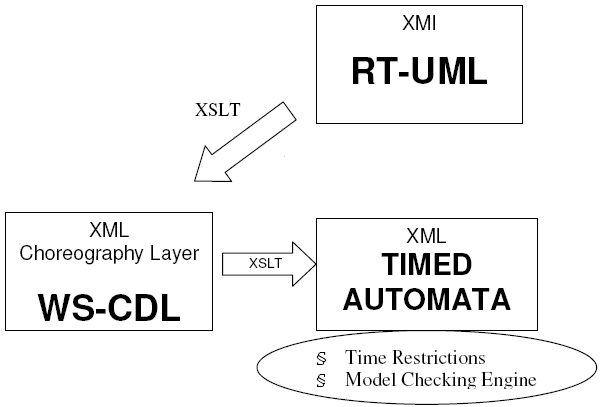 XMI
RT-UML
XSLT
XML
Choreography Layer
WS-CDL
XSLT
XML
TIMED
AUTOMATA
§ Time Restrictions
§ Model Checking Engine